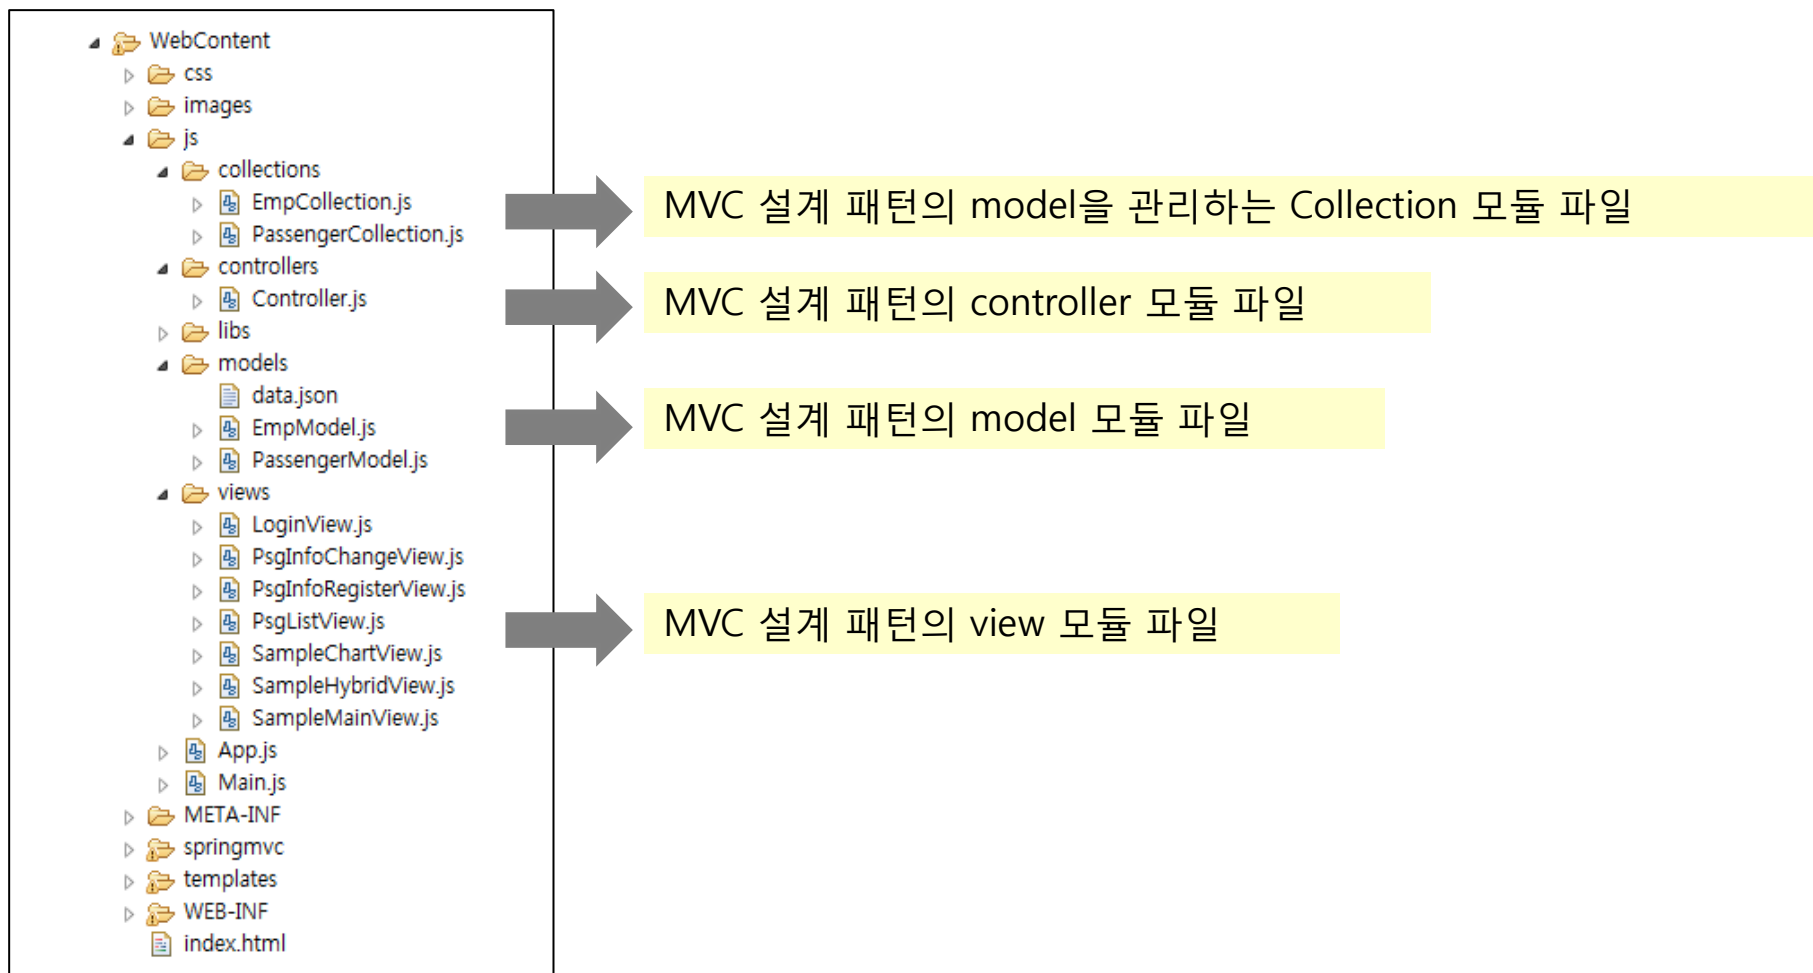 WebContent
css
images
js
collections
EmpCollection.js
PassengerCollection.js
MVC 설계 패턴의 model을 관리하는 Collection 모듈 파일
controllers
Controller.js
MVC 설계 패턴의 controller 모듈 파일
libs
models
data.json
EmpModel.js
PassengerModel.js
MVC 설계 패턴의 model 모듈 파일
views
LoginView.js
PsgInfoChangeView.js
PsgInfoRegisterView.js
PsgListView.js
SampleChartView.js
SampleHybridView.js
SampleMainView.js
MVC 설계 패턴의 view 모듈 파일
App.js
Main.js
META-INF
springmvc
templates
WEB-INF
index.html